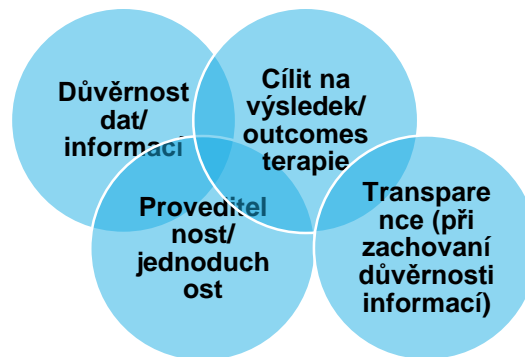 Důvěrnost
dat/
informací
Cílit na
výsledek/
outcomes
terapie
Proveditel
nost/
jednoduch
ost
Transpare
nce (při
zachovaní
důvěrnosti
informací)